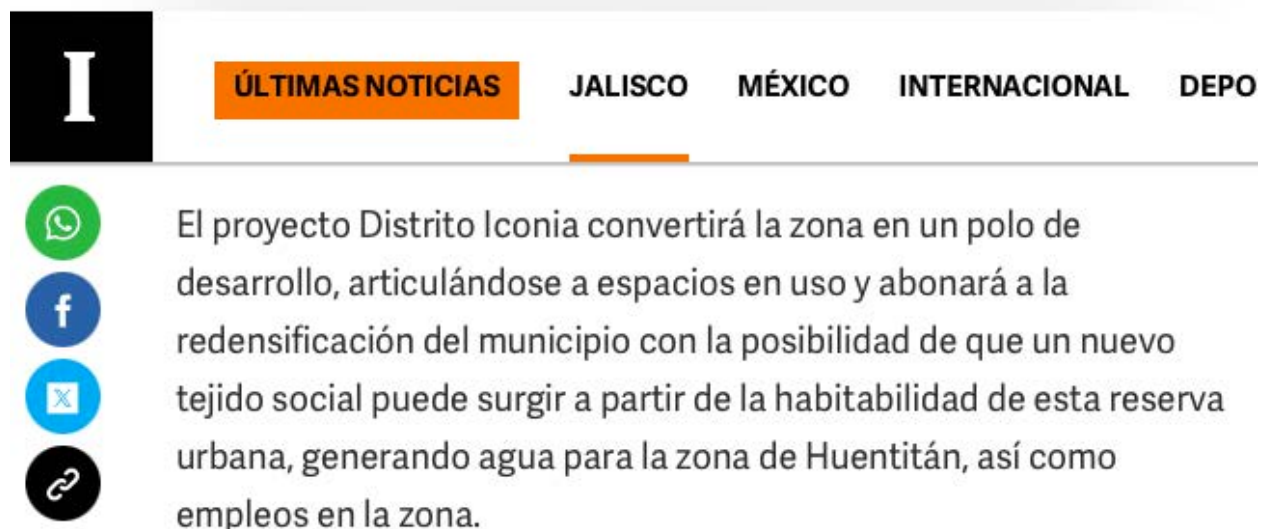 I
ÚLTIMAS NOTICIAS JALISCO MÉXICO INTERNACIONAL DEPO
El proyecto Distrito Iconia convertirá la zona en un polo de
desarrollo, articulándose a espacios en uso y abonará a la
redensificación del municipio con la posibilidad de que un nuevo
tejido social puede surgir a partir de la habitabilidad de esta reserva
urbana, generando agua para la zona de Huentitán, así como
empleos en la zona.